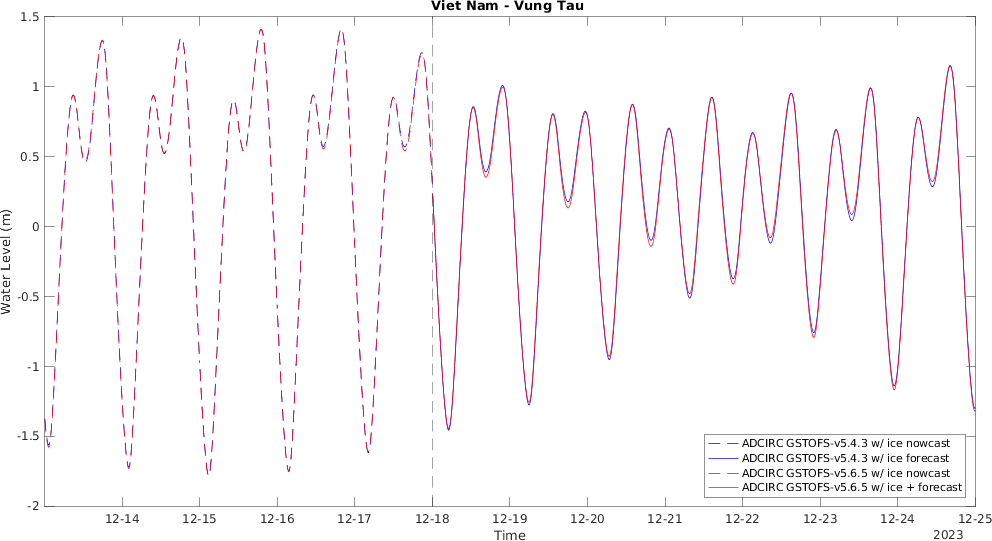 Viet Nam - Vung Tau
1.5
1
0.5
0
-0.5
-1
-1.5
-2
Water Level (m)
ADCIRC GSTOFS-v5.4.3 w/ ice nowcast
ADCIRC GSTOFS-v5.4.3 w/ ice forecast
ADCIRC GSTOFS-v5.6.5 w/ ice nowcast
ADCIRC GSTOFS-v5.6.5 w/ ice + forecast
12-14 12-15 12-16 12-17 12-18 12-19 12-20 12-21 12-22 12-23 12-24 12-25
Time
2023